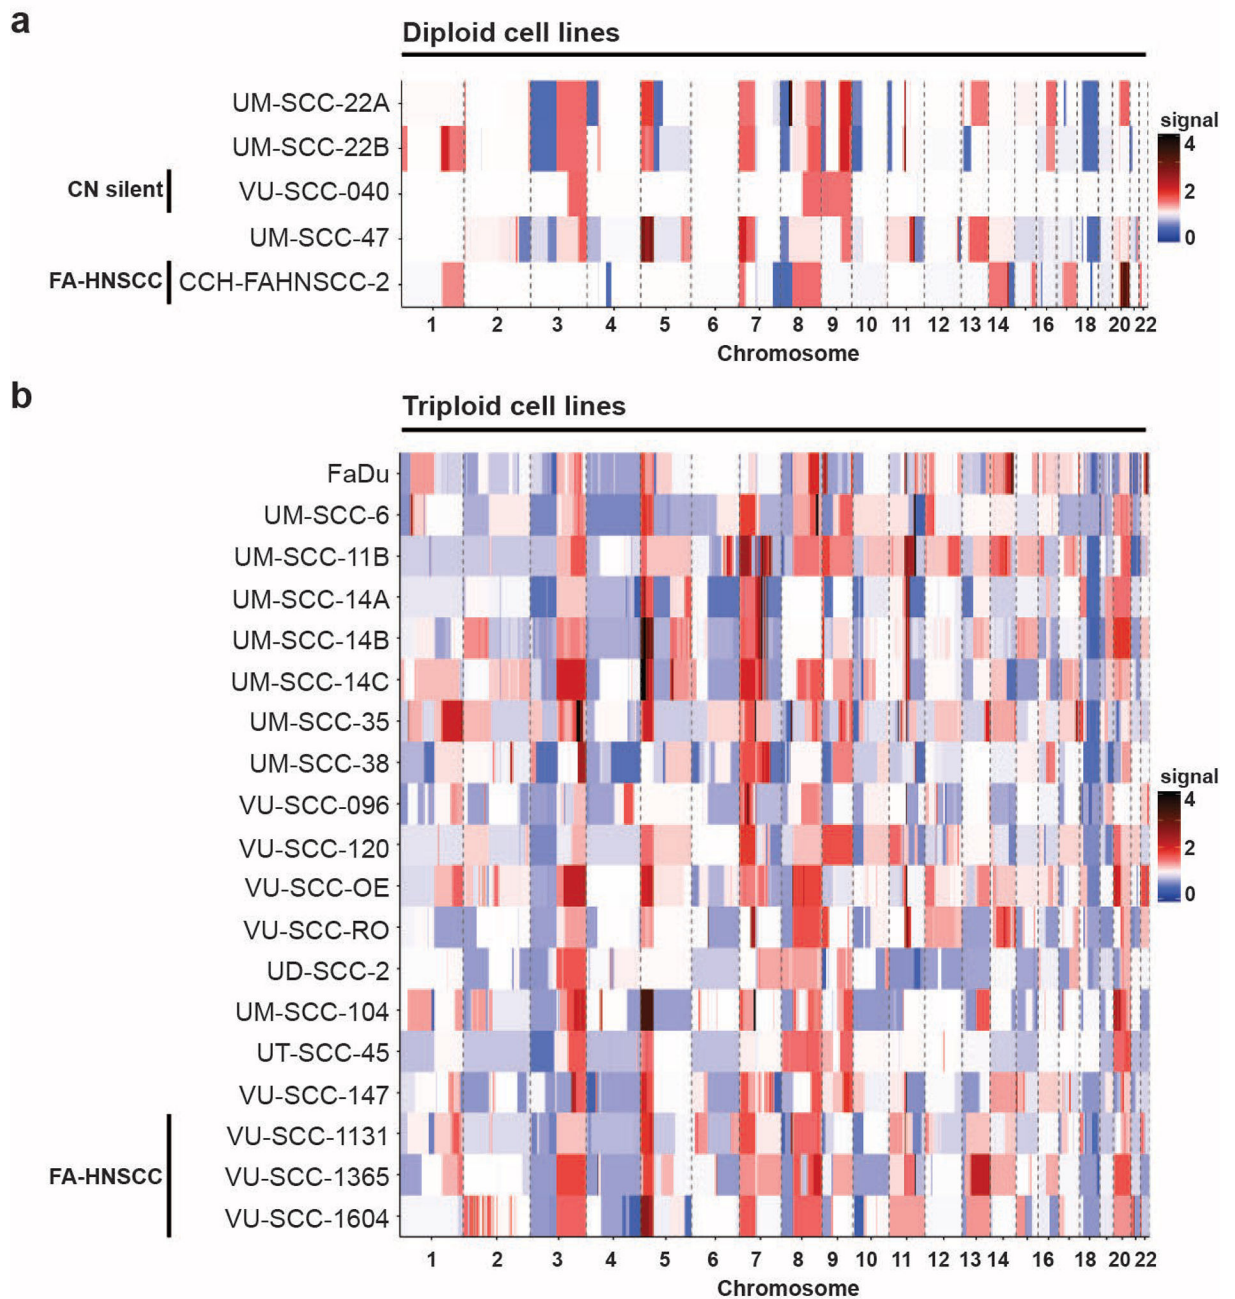 a
Diploid cell lines
UM-SCC-22A
UM-SCC-22B
CN silent
VU-SCC-040
UM-SCC-47
FA-HNSCC
CCH-FAHNSCC-2
signal
4
2
0
1 2 3 4 5 6 7 8 9 10 11 12 13 14 16 18 20 22
Chromosome
b
Triploid cell lines
FaDu
UM-SCC-6
UM-SCC-11B
UM-SCC-14A
UM-SCC-14B
UM-SCC-14C
UM-SCC-35
UM-SCC-38
VU-SCC-096
VU-SCC-120
VU-SCC-OE
VU-SCC-RO
UD-SCC-2
UM-SCC-104
UT-SCC-45
VU-SCC-147
VU-SCC-1131
FA-HNSCC
VU-SCC-1365
VU-SCC-1604
signal
4
2
0
1 2 3 4 5 6 7 8 9 10 11 12 13 14 16 18 20 22
Chromosome